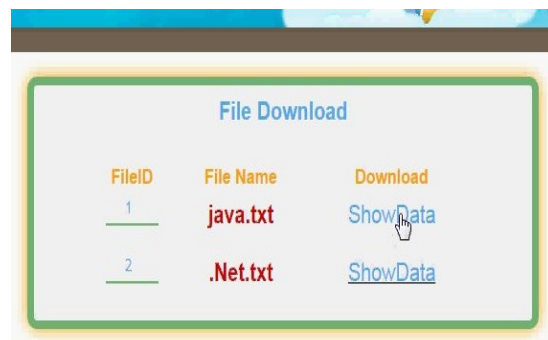 File Download
FileID File Name Download
1 java.txt ShowData
2 .Net.txt ShowData